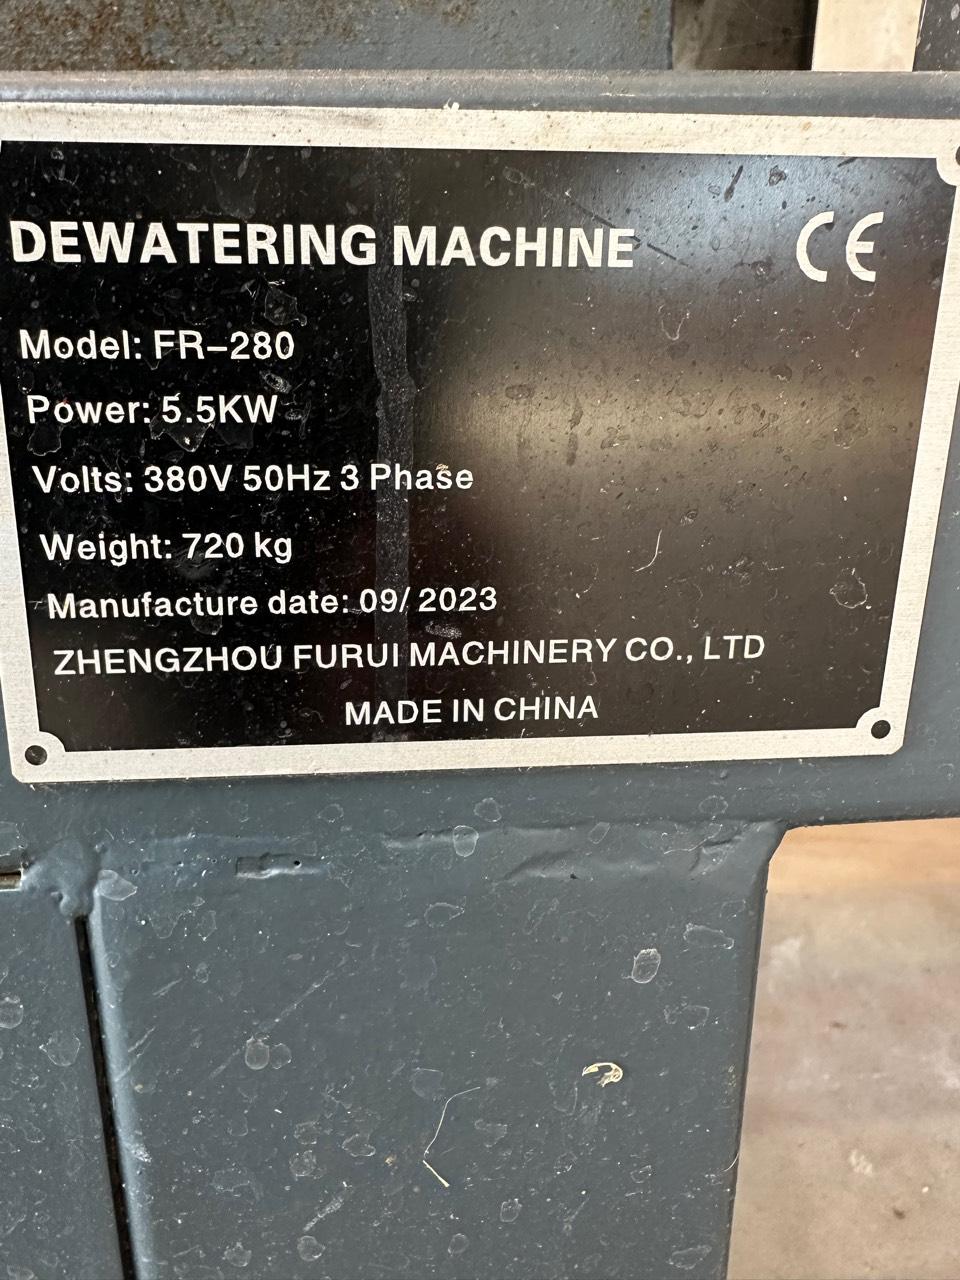 DEWATERING MACHINE CE
Model: FR-280
Power: 5.5KW
Volts: 380V 50Hz 3 Phase
Weight: 720 kg
Manufacture date: 09/ 2023
ZHENGZHOU FURUI MACHINERY CO., LTD
MADE IN CHINA